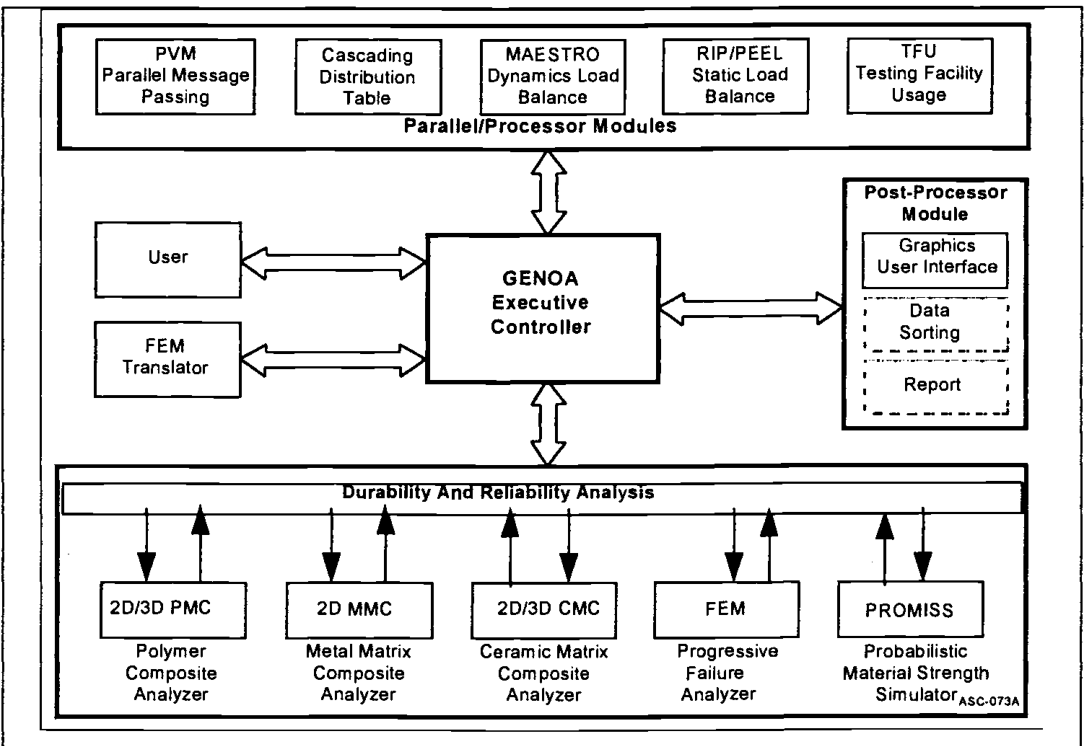 PVM
Parallel Message
Passing
Cascading
Distribution
Table
MAESTRO
Dynamics Load
Balance
RIP/PEEL
Static Load
Balance
TFU
Testing Facility
Usage
Parallel/Processor Modules
User
FEM
Translator
GENOA
Executive
Controller
Post-Processor
Module
Graphics
User Interface
Data
Sorting
Report
Durability And Reliability Analysis
2D/3D PMC
Polymer
Composite
Analyzer
2D MMC
Metal Matrix
Composite
Analyzer
2D/3D CMC
Ceramic Matrix
Composite
Analyzer
FEM
Progressive
Failure
Analyzer
PROMISS
Probabilistic
Material Strength
Simulator
ASC-073A